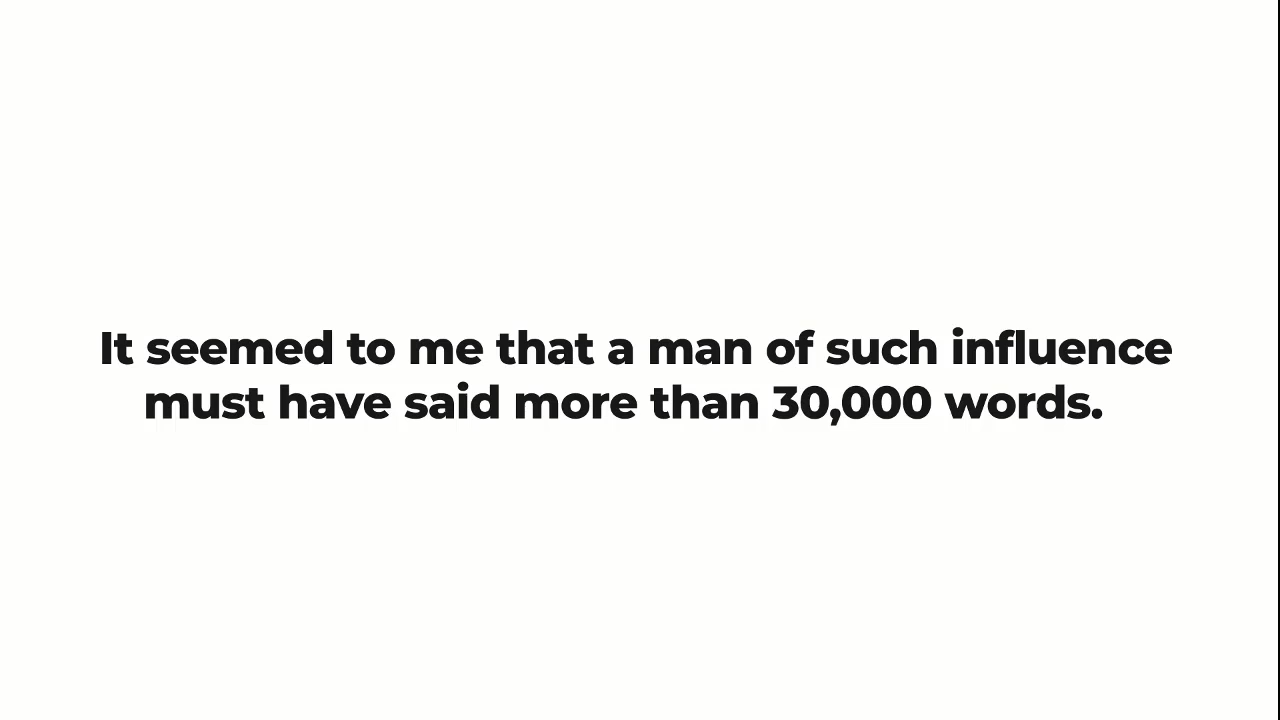 It seemed to me that a man of such influence
must have said more than 30,000 words.